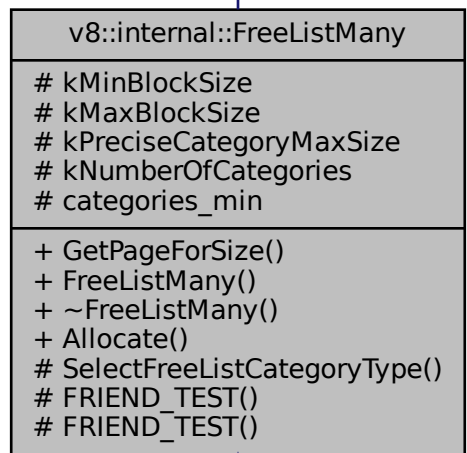 v8::internal::FreeListMany
# kMinBlockSize
# kMaxBlockSize
# kPreciseCategoryMaxSize
# kNumberOfCategories
# categories_min
+ GetPageForSize()
+ FreeListMany()
+ ~FreeListMany()
+ Allocate()
# SelectFreeListCategoryType()
# FRIEND_TEST()
# FRIEND_TEST()